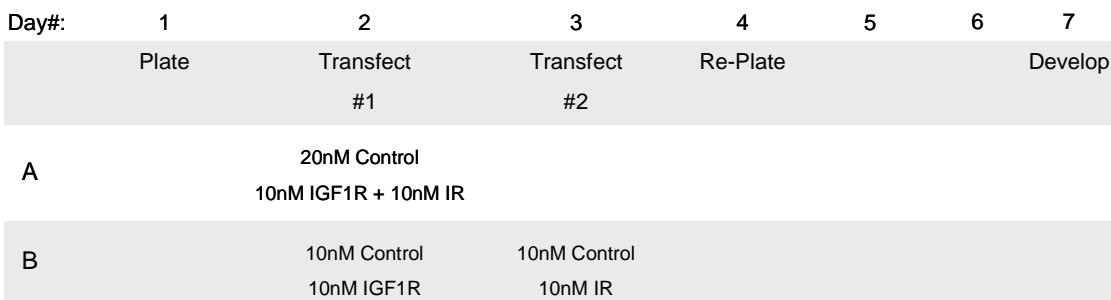 Day#: 1 2 3 4 5 6 7
Plate Transfect Transfect Re-Plate Develop
#1 #2
20nM Control
A
10nM IGF1R + 10nM IR
10nM Control 10nM Control
B
10nM IGF1R 10nM IR